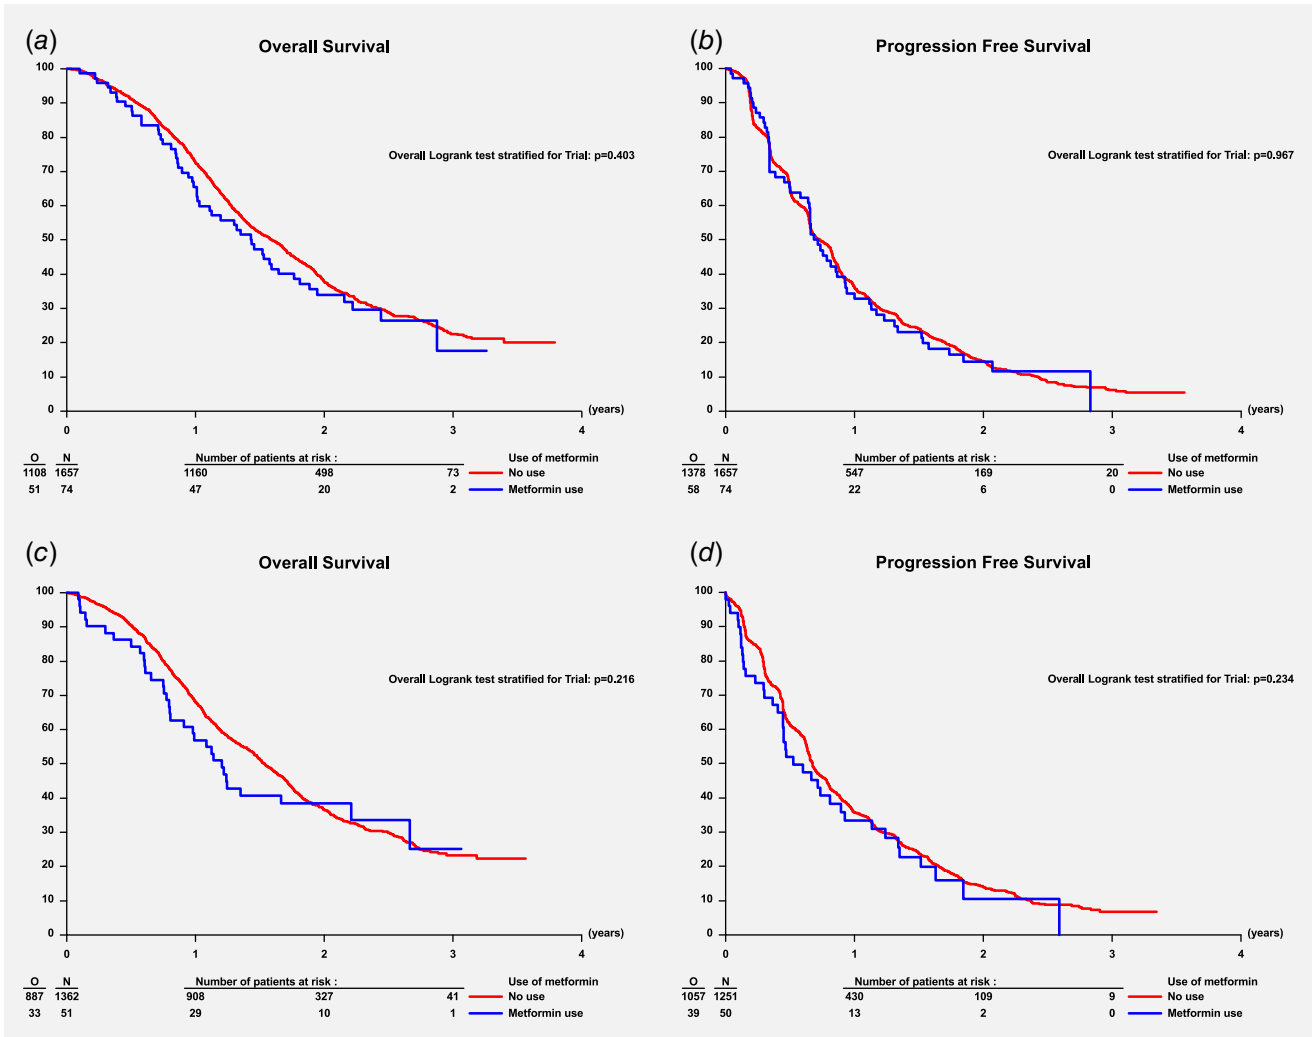 (a)
Overall Survival
100
90
80
70
60
50
40
30
20
10
0
Overall Logrank test stratified for Trial: p=0.403
(years)
0 1 2 3 4
O N Number of patients at risk : Use of metformin
1108 1657 1160 498 73 No use
51 74 47 20 2 Metformin use
(b)
Progression Free Survival
100
90
80
70
60
50
40
30
20
10
0
Overall Logrank test stratified for Trial: p=0.967
(years)
0 1 2 3 4
O N Number of patients at risk : Use of metformin
1378 1657 547 169 20 No use
58 74 22 6 0 Metformin use
(c)
Overall Survival
100
90
80
70
60
50
40
30
20
10
0
Overall Logrank test stratified for Trial: p=0.216
(years)
0 1 2 3 4
O N Number of patients at risk : Use of metformin
887 1362 908 327 41 No use
33 51 29 10 1 Metformin use
(d)
Progression Free Survival
100
90
80
70
60
50
40
30
20
10
0
Overall Logrank test stratified for Trial: p=0.234
(years)
0 1 2 3 4
O N Number of patients at risk : Use of metformin
1057 1251 430 109 9 No use
39 50 13 2 0 Metformin use